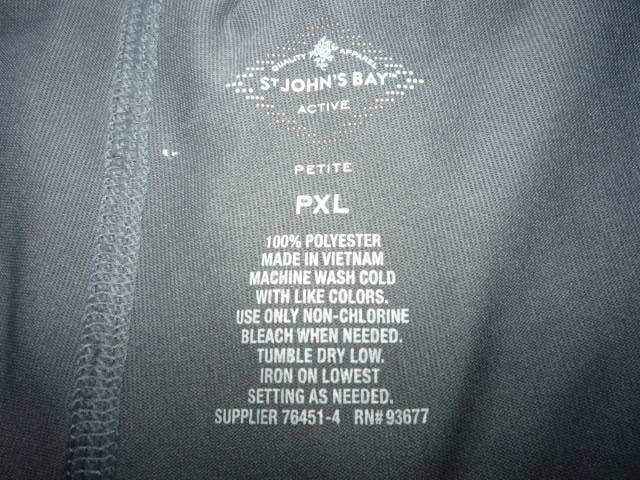 QUALITY APPAREL
ST JOHN'S BAY™
ACTIVE
PETITE
PXL
100% POLYESTER
MADE IN VIETNAM
MACHINE WASH COLD
WITH LIKE COLORS.
USE ONLY NON-CHLORINE
BLEACH WHEN NEEDED.
TUMBLE DRY LOW.
IRON ON LOWEST
SETTING AS NEEDED.
SUPPLIER 76451-4 RN# 93677